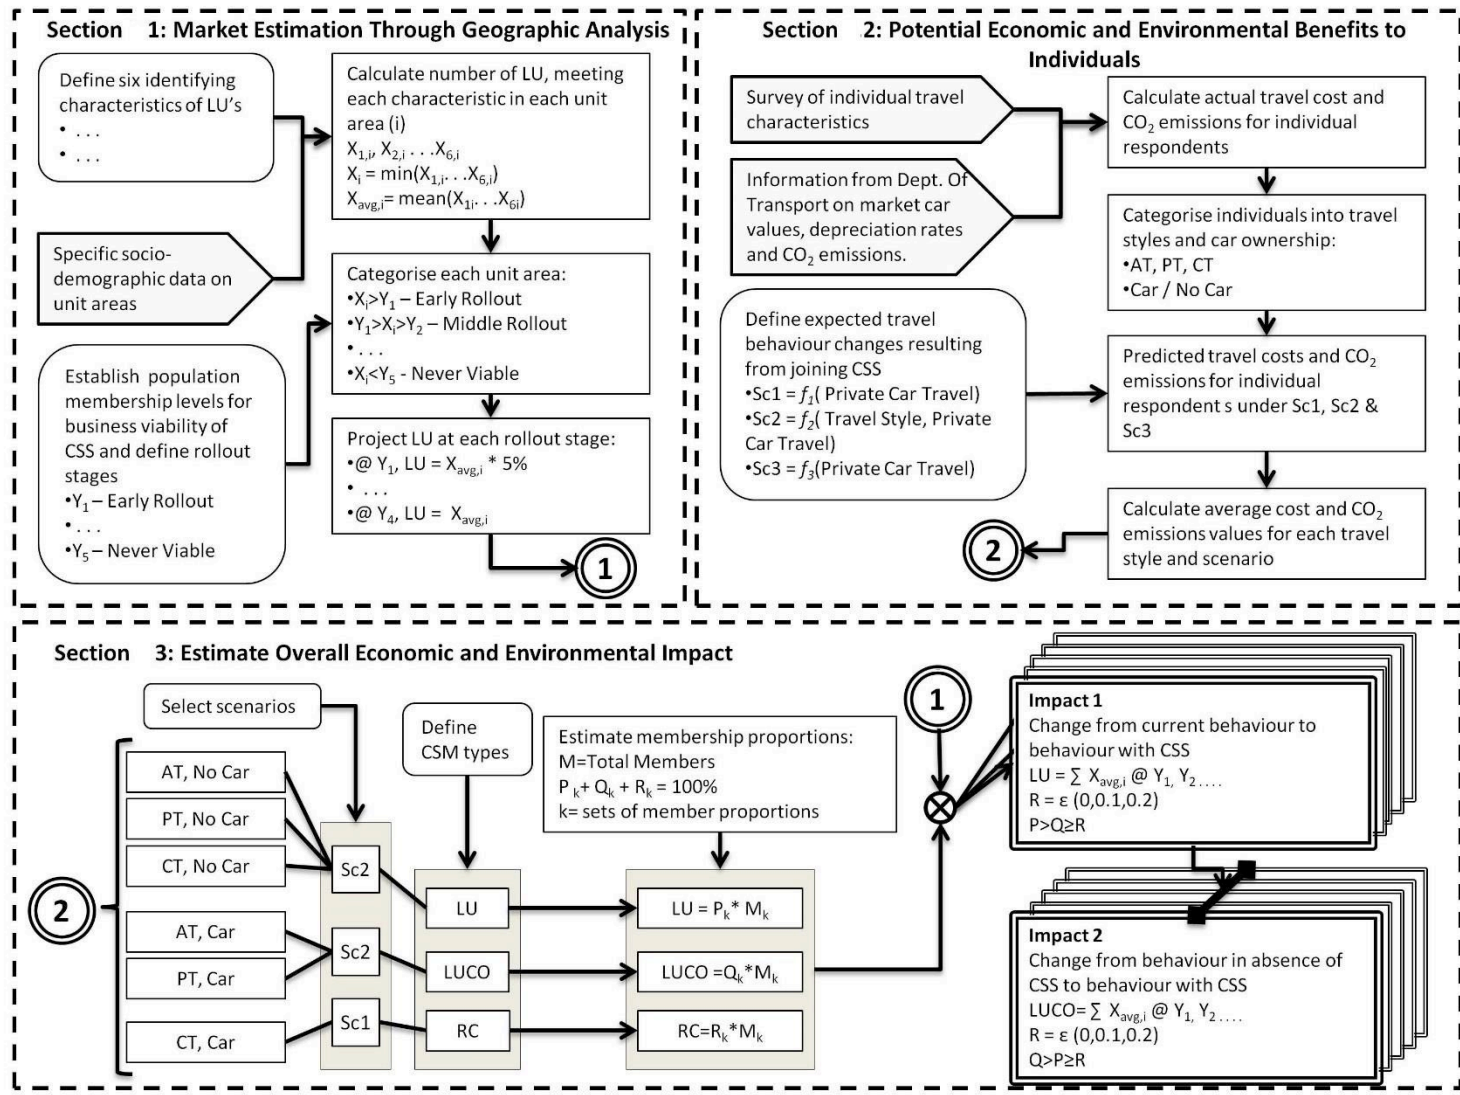 Section 1: Market Estimation Through Geographic Analysis
Define six identifying
characteristics of LU's
• . . .
• . . .
Specific socio-
demographic data on
unit areas
Establish population
membership levels for
business viability of
CSS and define rollout
stages
•Y₁ – Early Rollout
• . . .
Y₅ – Never Viable
Calculate number of LU, meeting
each characteristic in each unit
area (i)
X₁,ᵢ, X₂,ᵢ . . .X₆,ᵢ
Xᵢ = min(X₁,ᵢ. . .X₆,ᵢ)
Xavg,i= mean(X₁ᵢ. . .X₆ᵢ)
Categorise each unit area:
•Xᵢ>Y₁ – Early Rollout
•Y₁>Xᵢ>Y₂ – Middle Rollout
• . . .
•Xᵢ<Y₅ - Never Viable
Project LU at each rollout stage:
•@ Y₁, LU = Xavg,i * 5%
• . . .
•@ Y₄, LU = Xavg,i
1
Section 2: Potential Economic and Environmental Benefits to
Individuals
Survey of individual travel
characteristics
Information from Dept. Of
Transport on market car
values, depreciation rates
and CO₂ emissions.
Define expected travel
behaviour changes resulting
from joining CSS
•Sc1 = f₁( Private Car Travel)
•Sc2 = f₂( Travel Style, Private
Car Travel)
•Sc3 = f₃(Private Car Travel)
Calculate actual travel cost and
CO₂ emissions for individual
respondents
Categorise individuals into travel
styles and car ownership:
•AT, PT, CT
•Car / No Car
Predicted travel costs and CO₂
emissions for individual
respondent s under Sc1, Sc2 &
Sc3
Calculate average cost and CO₂
emissions values for each travel
style and scenario
2
Section 3: Estimate Overall Economic and Environmental Impact
Select scenarios
2
AT, No Car
PT, No Car
CT, No Car
AT, Car
PT, Car
CT, Car
Sc2
Sc2
Sc1
Define
CSM types
LU
LUCO
RC
Estimate membership proportions:
M=Total Members
P ₖ+ Qₖ + Rₖ = 100%
k= sets of member proportions
LU = Pₖ* Mₖ
LUCO =Qₖ*Mₖ
RC=Rₖ*Mₖ
1
Impact 1
Change from current behaviour to
behaviour with CSS
LU = ∑ Xavg,i @ Y₁, Y₂ . . . .
R = ε (0,0.1,0.2)
P>Q≥R
Impact 2
Change from behaviour in absence of
CSS to behaviour with CSS
LUCO= ∑ Xavg,i @ Y₁, Y₂ . . . .
R = ε (0,0.1,0.2)
Q>P≥R